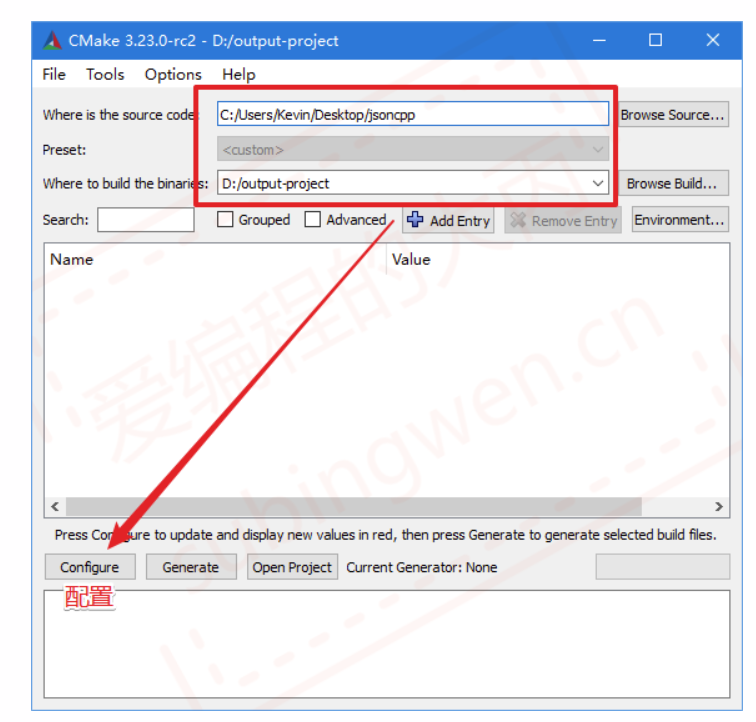 CMake 3.23.0-rc2 - D:/output-project
File Tools Options Help
Where is the source code: C:/Users/Kevin/Desktop/jsoncpp Browse Source...
Preset: <custom>
Where to build the binaries: D:/output-project Browse Build...
Search: Grouped Advanced Add Entry Remove Entry Environment...
Name Value
Press Configure to update and display new values in red, then press Generate to generate selected build files.
Configure Generate Open Project Current Generator: None
配置
爱编程的大丙
subingwen.cn